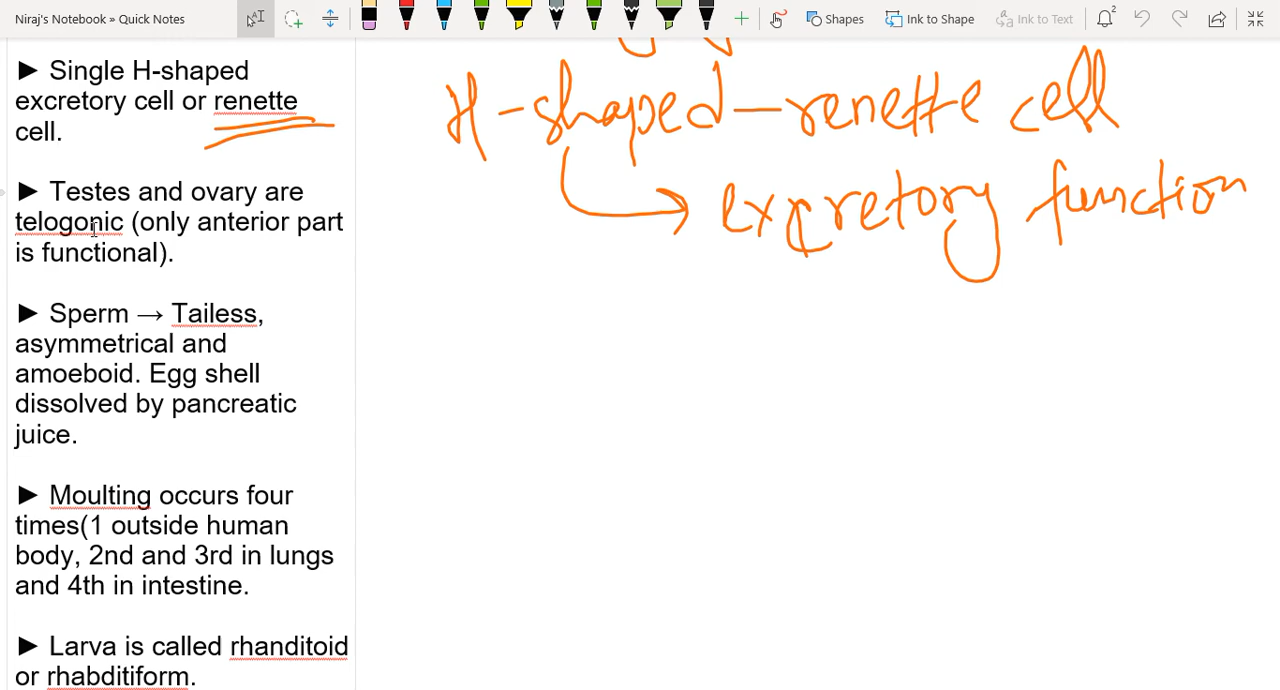 Niraj's Notebook » Quick Notes
Shapes
Ink to Shape
Ink to Text
2
► Single H-shaped
excretory cell or renette
cell.
► Testes and ovary are
telogonic (only anterior part
is functional).
► Sperm → Tailess,
asymmetrical and
amoeboid. Egg shell
dissolved by pancreatic
juice.
► Moulting occurs four
times(1 outside human
body, 2nd and 3rd in lungs
and 4th in intestine.
► Larva is called rhanditoid
or rhabditiform.
H-shaped-renette cell
excretory function